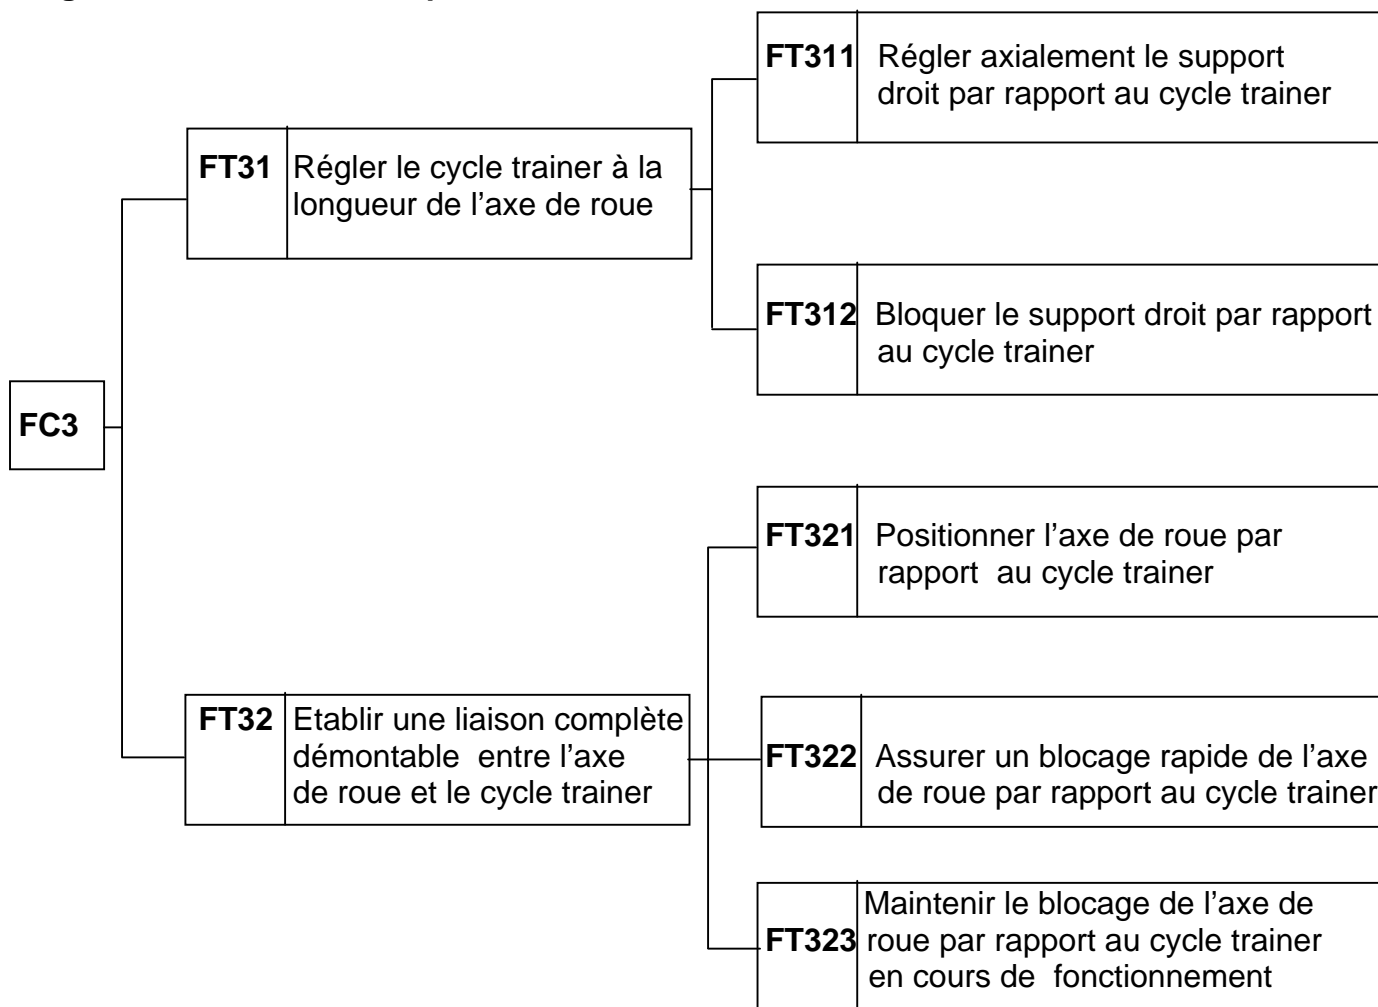 FC3
FT31 Régler le cycle trainer à la
longueur de l'axe de roue
FT311 Régler axialement le support
droit par rapport au cycle trainer
FT312 Bloquer le support droit par rapport
au cycle trainer
FT32 Etablir une liaison complète
démontable entre l'axe
de roue et le cycle trainer
FT321 Positionner l'axe de roue par
rapport au cycle trainer
FT322 Assurer un blocage rapide de l'axe
de roue par rapport au cycle trainer
Maintenir le blocage de l'axe de
FT323 roue par rapport au cycle trainer
en cours de fonctionnement